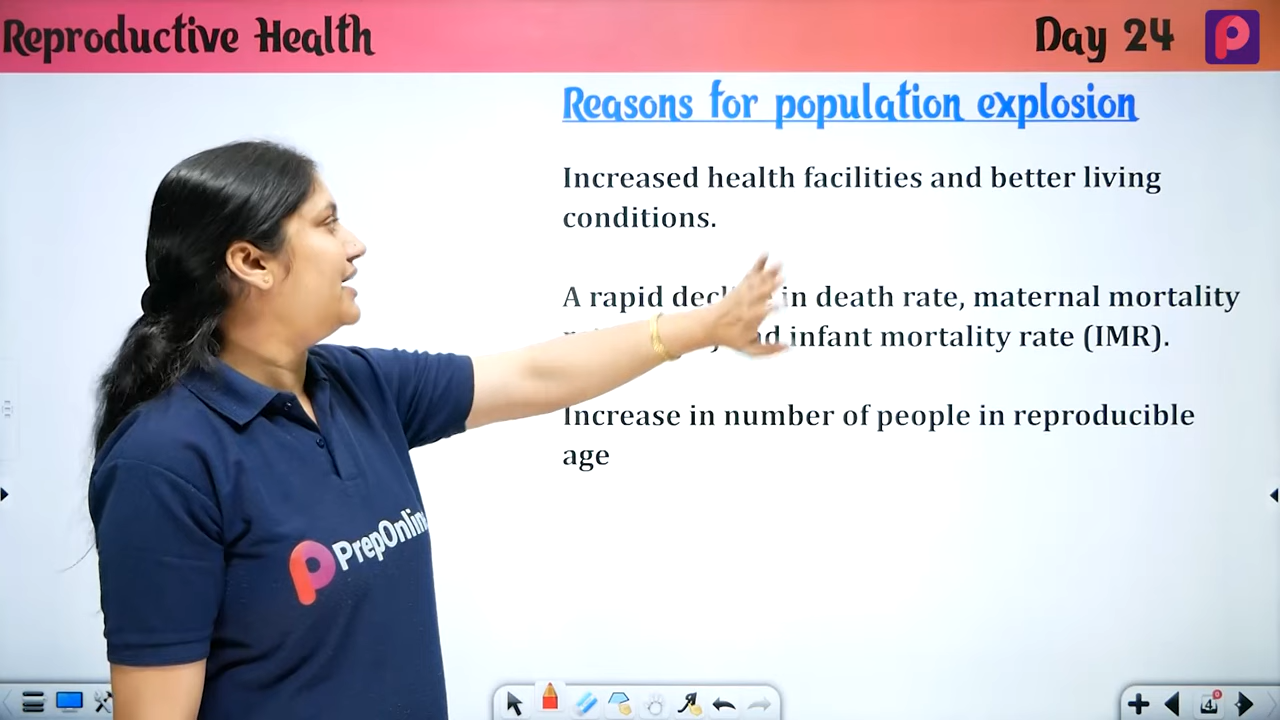 Reproductive Health
Day 24
Reasons for population explosion
Increased health facilities and better living
conditions.
A rapid in death rate, maternal mortality
infant mortality rate (IMR).
Increase in number of people in reproducible
age
PrepOnlin
4